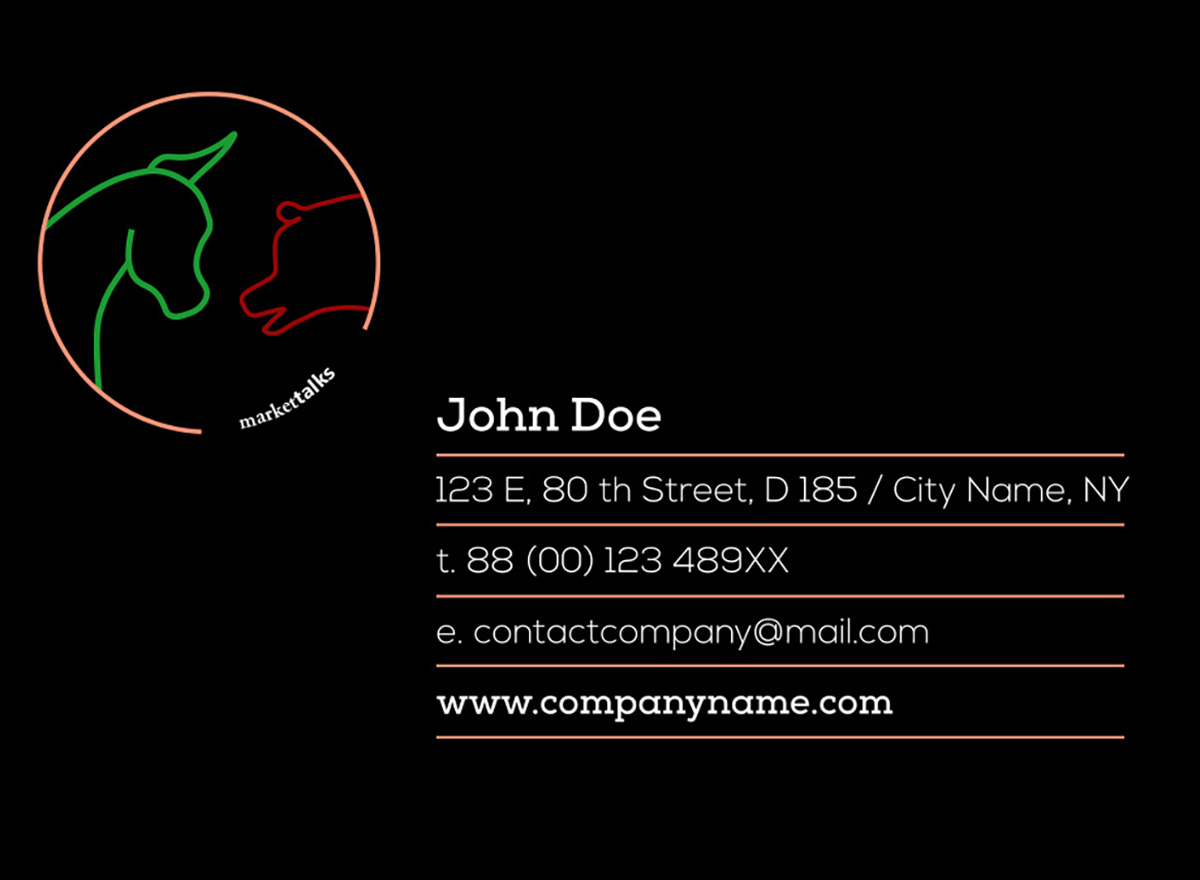 markettalks
John Doe
123 E, 80 th Street, D 185 / City Name, NY
t. 88 (00) 123 489XX
e. contactcompany@mail.com
www.companyname.com